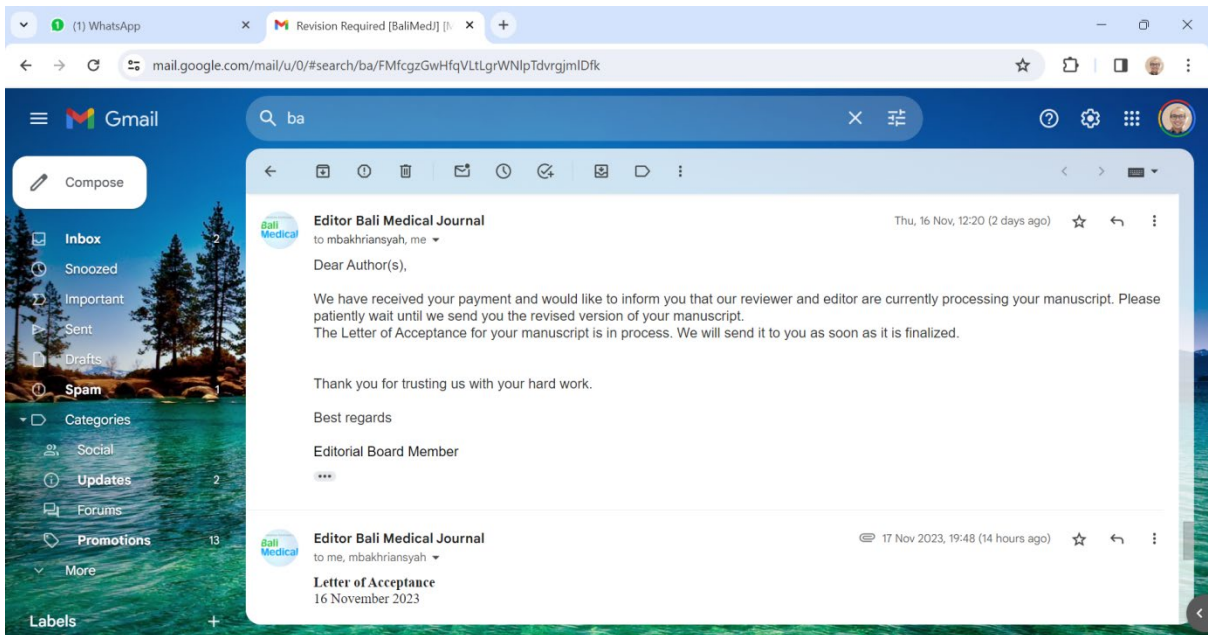 (1) WhatsApp
Revision Required [BaliMedJ]
mail.google.com/mail/u/0/#search/ba/FMfcgzGwHfqVLtLgrWNlpTdvrgjmlDfk
Gmail
ba
Compose
Inbox 2
Snoozed
Important
Sent
Drafts
Spam 1
Categories
Social
Updates 2
Forums
Promotions 13
More
Labels
Bali Medical
Editor Bali Medical Journal Thu, 16 Nov, 12:20 (2 days ago)
to mbakhriansyah, me
Dear Author(s),
We have received your payment and would like to inform you that our reviewer and editor are currently processing your manuscript. Please
patiently wait until we send you the revised version of your manuscript.
The Letter of Acceptance for your manuscript is in process. We will send it to you as soon as it is finalized.
Thank you for trusting us with your hard work.
Best regards
Editorial Board Member
Bali Medical
Editor Bali Medical Journal 17 Nov 2023, 19:48 (14 hours ago)
to me, mbakhriansyah
Letter of Acceptance
16 November 2023